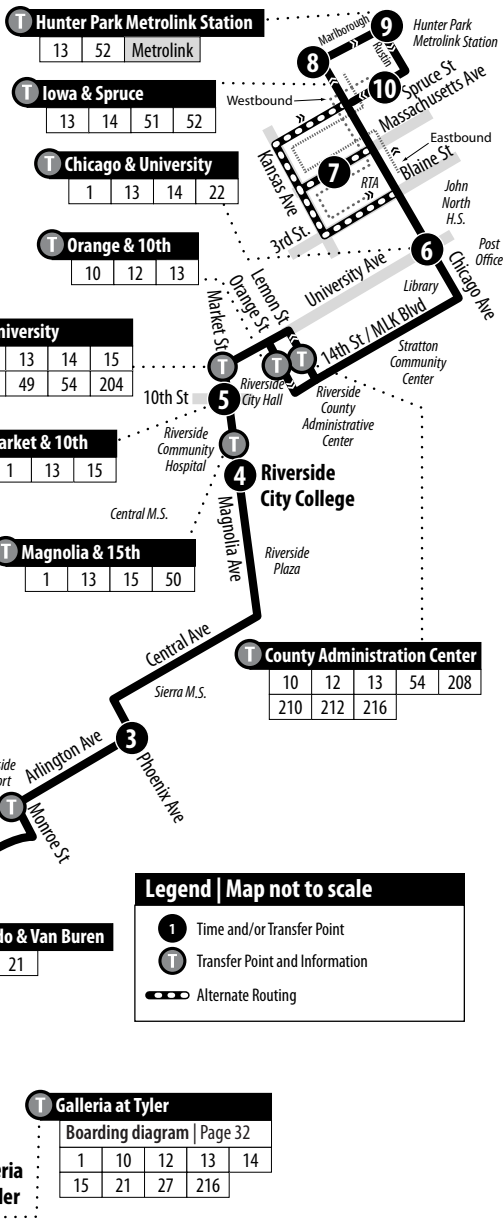 T Hunter Park Metrolink Station
13 52 Metrolink
T Iowa & Spruce
13 14 51 52
T Chicago & University
1 13 14 22
T Orange & 10th
10 12 13
13 14 15
49 54 204
& 10th
1 13 15
T Magnolia & 15th
1 13 15 50
Marlborough
9
Hunter Park
Metrolink Station
Rustin
8
10
Spruce St
Massachusetts Ave
Westbound
Eastbound
Kansas Ave
7
RTA
Blaine St
3rd St.
John
North
H.S.
6
Post
Office
Chicago Ave
University Ave
Library
Lemon St
Orange St
Market St
14th St / MLK Blvd
Stratton
Community
Center
T
T
T
Riverside
City Hall
Riverside
County
Administrative
Center
10th St
5
Riverside
Community
Hospital
T
4
Riverside
City College
Central M.S.
Magnolia Ave
Riverside
Plaza
Central Ave
T County Administration Center
10 12 13 54 208
210 212 216
Sierra M.S.
3
Arlington Ave
Phoenix Ave
T
Monroe St
Legend | Map not to scale
1 Time and/or Transfer Point
T Transfer Point and Information
Alternate Routing
& Van Buren
21
T Galleria at Tyler
Boarding diagram | Page 32
1 10 12 13 14
15 21 27 216